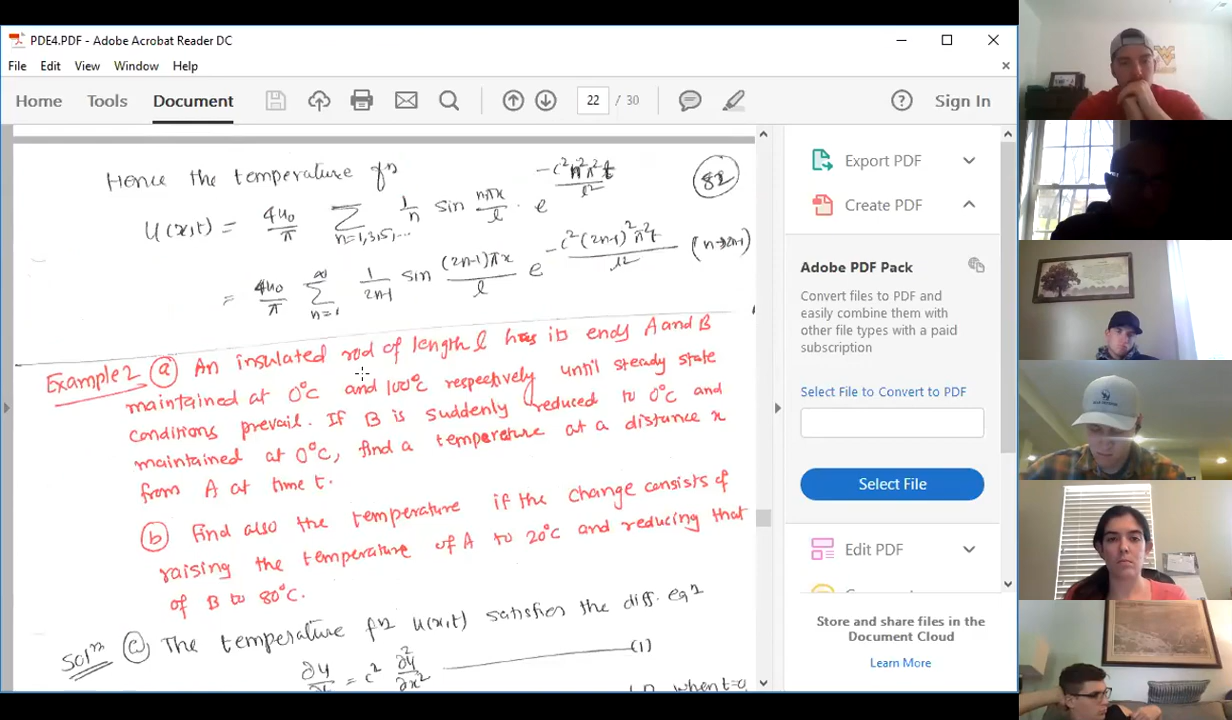 PDE4.PDF - Adobe Acrobat Reader DC
File Edit View Window Help
Home Tools Document 22 / 30 Sign In
Hence the temperature fn
82
U(x,t) = 4u₀/π ∑ n=1,3,5,... 1/n sin nπx/l . e^(-c²n²π²t/l²)
= 4u₀/π ∑ n=1 ∞ 1/2n-1 sin (2n-1)πx/l e^(-c²(2n-1)²π²t/l²) (n→2n-1)
Example 2 (a) An insulated rod of length l has its ends A and B
maintained at 0°C and 100°C respectively until steady state
conditions prevail. If B is suddenly reduced to 0°C and
maintained at 0°C, find a temperature at a distance x
from A at time t.
(b) Find also the temperature if the change consists of
raising the temperature of A to 20°C and reducing that
of B to 80°C.
Soln (a) The temperature fn u(x,t) satisfies the diff. eqn
= c² ∂²u/∂x² (1)
when t=0
Export PDF
Create PDF
Adobe PDF Pack
Convert files to PDF and
easily combine them with
other file types with a paid
subscription
Select File to Convert to PDF
Select File
Edit PDF
Store and share files in the
Document Cloud
Learn More